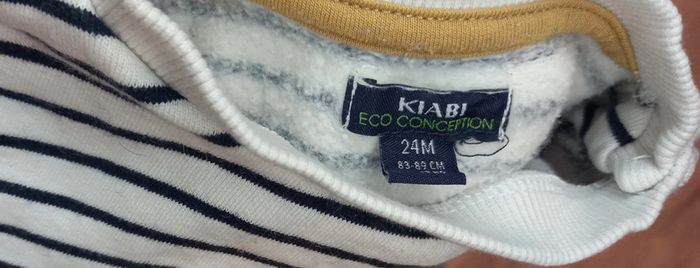 KIABI
ECO CONCEPTION
24M
83-89 CM